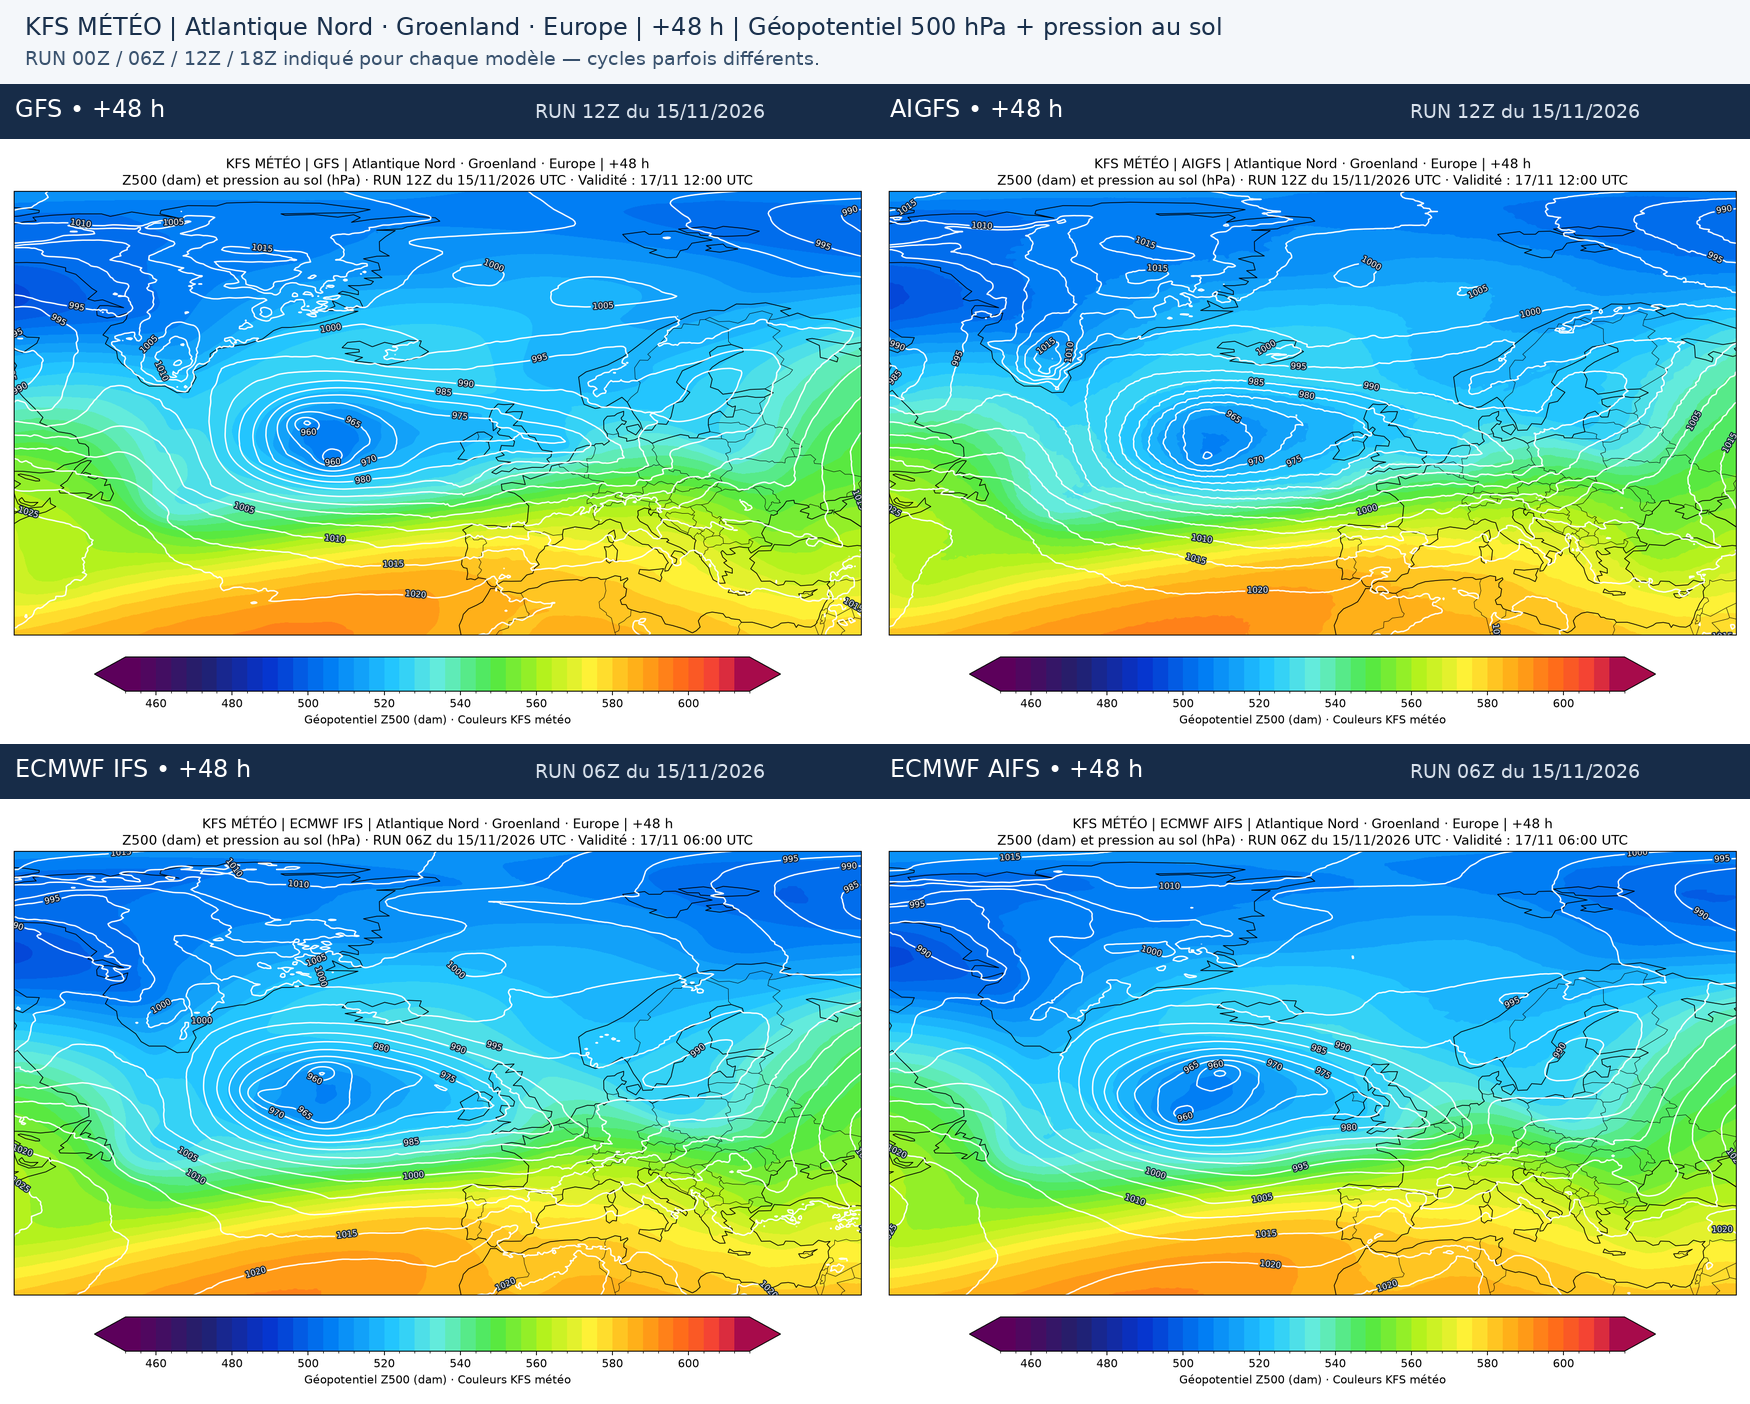 KFS MÉTÉO | Atlantique Nord · Groenland · Europe | +48 h | Géopotentiel 500 hPa + pression au sol
RUN 00Z / 06Z / 12Z / 18Z indiqué pour chaque modèle — cycles parfois différents.
GFS • +48 h
RUN 12Z du 15/11/2026
KFS MÉTÉO | GFS | Atlantique Nord · Groenland · Europe | +48 h
Z500 (dam) et pression au sol (hPa) · RUN 12Z du 15/11/2026 UTC · Validité : 17/11 12:00 UTC
460 480 500 520 540 560 580 600
Géopotentiel Z500 (dam) · Couleurs KFS météo
AIGFS • +48 h
RUN 12Z du 15/11/2026
KFS MÉTÉO | AIGFS | Atlantique Nord · Groenland · Europe | +48 h
Z500 (dam) et pression au sol (hPa) · RUN 12Z du 15/11/2026 UTC · Validité : 17/11 12:00 UTC
460 480 500 520 540 560 580 600
Géopotentiel Z500 (dam) · Couleurs KFS météo
ECMWF IFS • +48 h
RUN 06Z du 15/11/2026
KFS MÉTÉO | ECMWF IFS | Atlantique Nord · Groenland · Europe | +48 h
Z500 (dam) et pression au sol (hPa) · RUN 06Z du 15/11/2026 UTC · Validité : 17/11 06:00 UTC
460 480 500 520 540 560 580 600
Géopotentiel Z500 (dam) · Couleurs KFS météo
ECMWF AIFS • +48 h
RUN 06Z du 15/11/2026
KFS MÉTÉO | ECMWF AIFS | Atlantique Nord · Groenland · Europe | +48 h
Z500 (dam) et pression au sol (hPa) · RUN 06Z du 15/11/2026 UTC · Validité : 17/11 06:00 UTC
460 480 500 520 540 560 580 600
Géopotentiel Z500 (dam) · Couleurs KFS météo